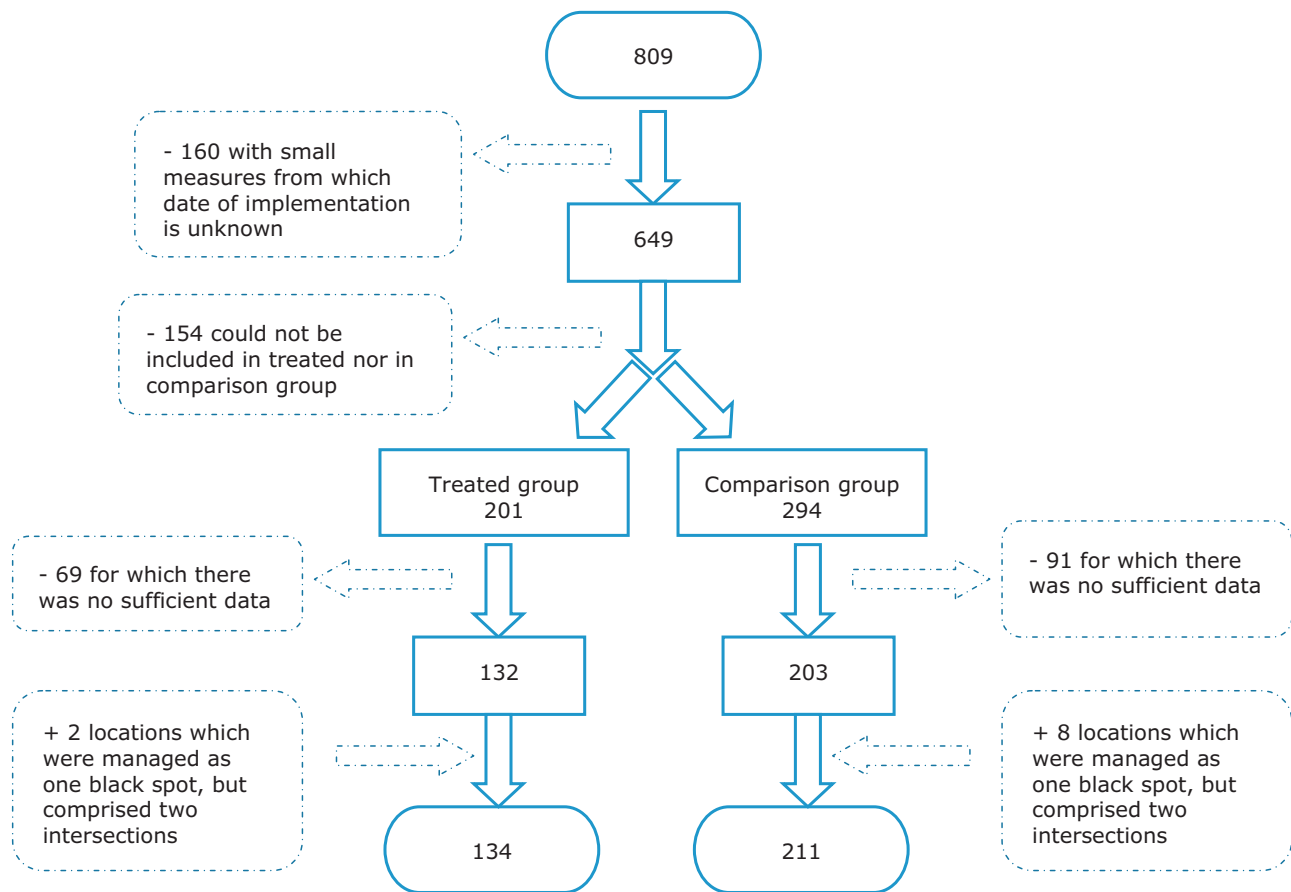 809
- 160 with small
measures from which
date of implementation
is unknown
649
- 154 could not be
included in treated nor in
comparison group
Treated group
201
Comparison group
294
- 69 for which there
was no sufficient data
- 91 for which there
was no sufficient data
132
203
+ 2 locations which
were managed as
one black spot, but
comprised two
intersections
+ 8 locations which
were managed as
one black spot, but
comprised two
intersections
134
211